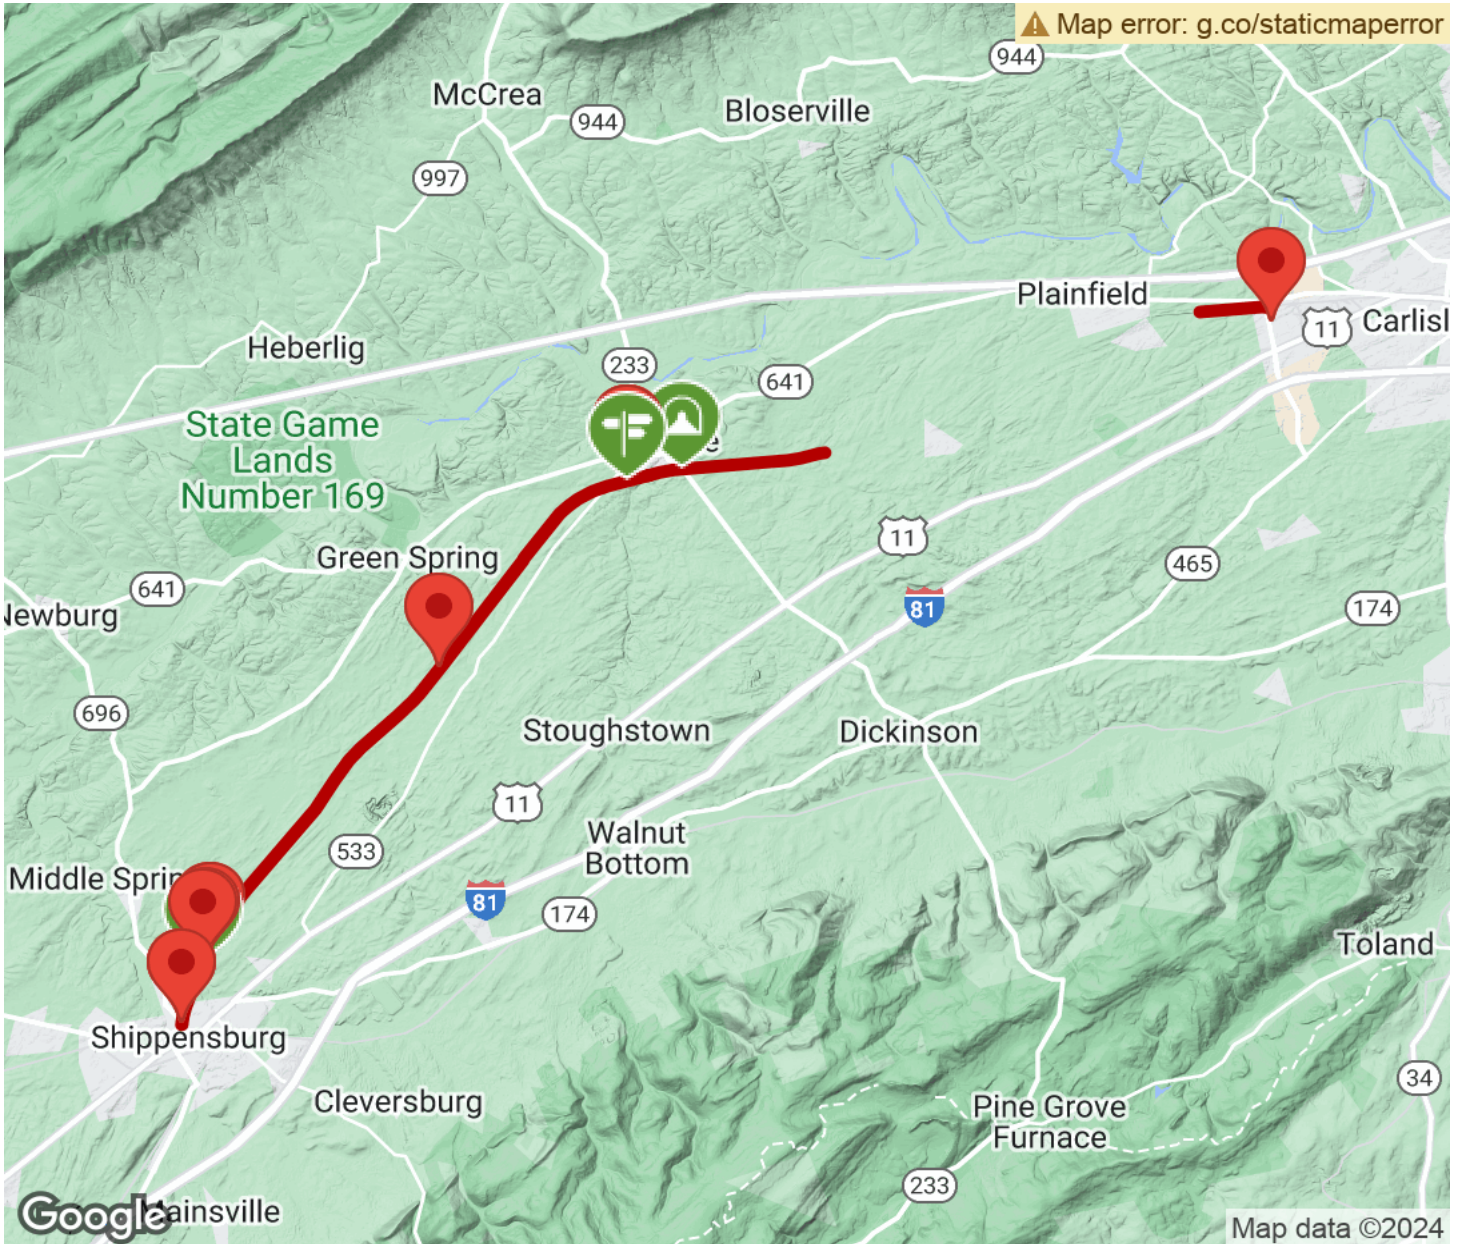 Map error: g.co/staticmaperror
944
McCrea
Bloserville
944
997
Plainfield
11
Carlisl
Heberlig
233
641
State Game
Lands
Number 169
e
11
Green Spring
465
641
81
174
Newburg
696
Stoughstown
Dickinson
11
Walnut
Bottom
533
Middle Sprin
81
174
Toland
Shippensburg
34
Cleversburg
Pine Grove
Furnace
233
Google
Mainsville
Map data ©2024